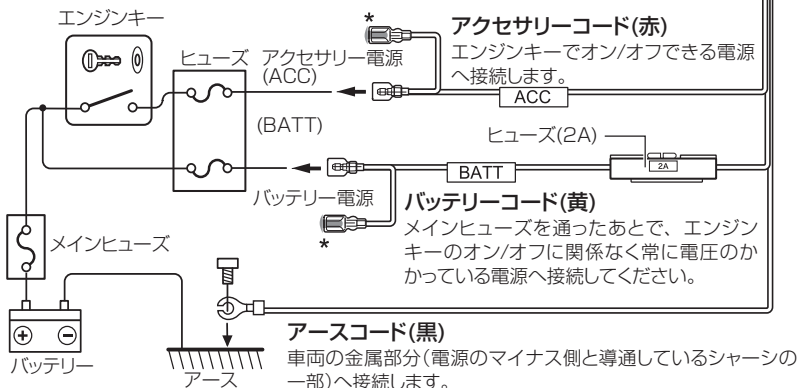 エンジンキー
*
アクセサリーコード(赤)
エンジンキーでオン/オフできる電源
へ接続します。
ヒューズ
アクセサリー電源
(ACC)
ACC
(BATT)
ヒューズ(2A)
2A
BATT
バッテリー電源
*
バッテリーコード(黄)
メインヒューズを通ったあとで、エンジン
キーのオン/オフに関係なく常に電圧のか
かっている電源へ接続してください。
メインヒューズ
+
-
バッテリー
アース
アースコード(黒)
車両の金属部分(電源のマイナス側と導通しているシャーシの
一部)へ接続します。